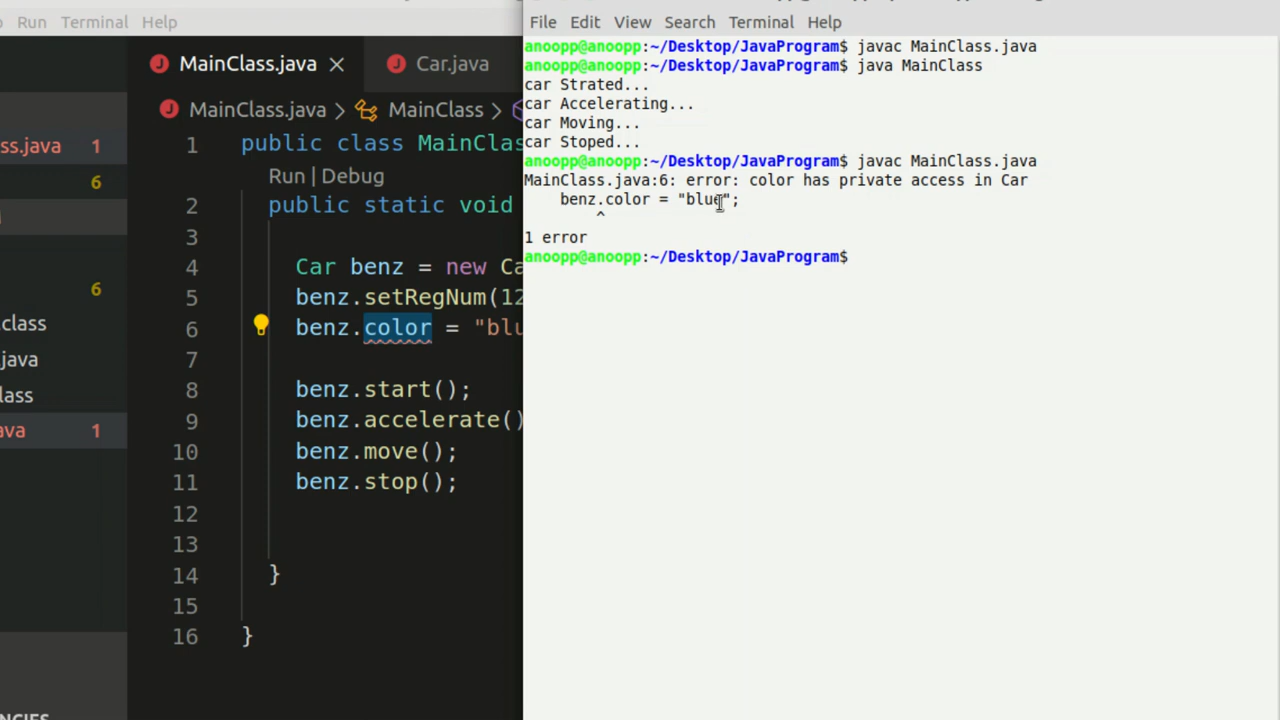 Run Terminal Help
File Edit View Search Terminal Help
MainClass.java Car.java
MainClass.java > MainClass >
ss.java 1
6
6
.class
.java
lass
ava 1
1 public class MainClas
Run | Debug
2 public static void
3
4 Car benz = new Ca
5 benz.setRegNum(12
6 benz.color = "blu
7
8 benz.start();
9 benz.accelerate()
10 benz.move();
11 benz.stop();
12
13
14 }
15
16 }
NCIES
anoopp@anoopp:~/Desktop/JavaProgram$ javac MainClass.java
anoopp@anoopp:~/Desktop/JavaProgram$ java MainClass
car Strated...
car Accelerating...
car Moving...
car Stoped...
anoopp@anoopp:~/Desktop/JavaProgram$ javac MainClass.java
MainClass.java:6: error: color has private access in Car
benz.color = "blue";
^
1 error
anoopp@anoopp:~/Desktop/JavaProgram$